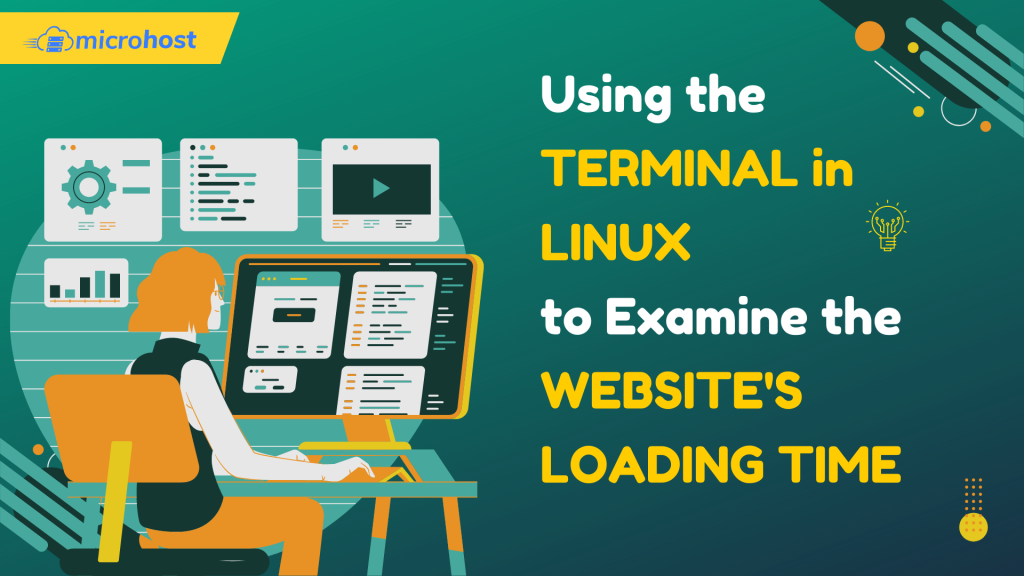 microhost
Using the
TERMINAL in
LINUX
to Examine the
WEBSITE'S
LOADING TIME